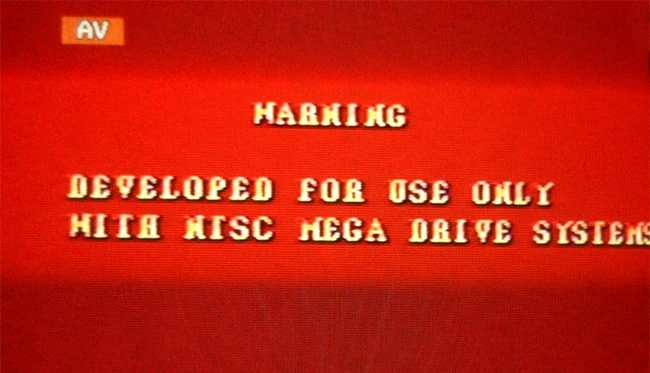 AV
WARNING
DEVELOPED FOR USE ONLY
WITH NTSC MEGA DRIVE SYSTEMS